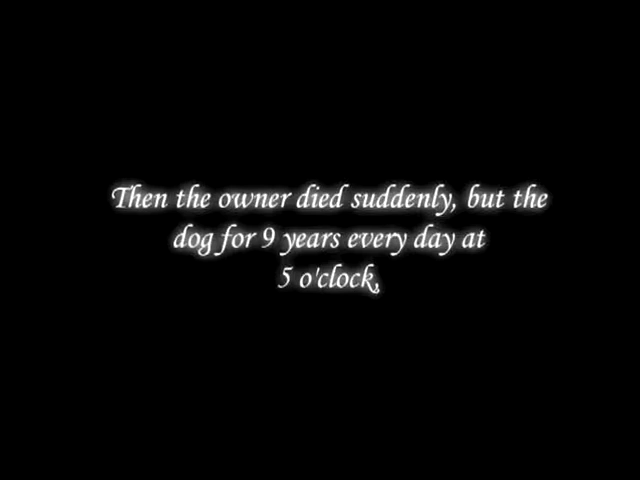 Then the owner died suddenly, but the
dog for 9 years every day at
5 o'clock,